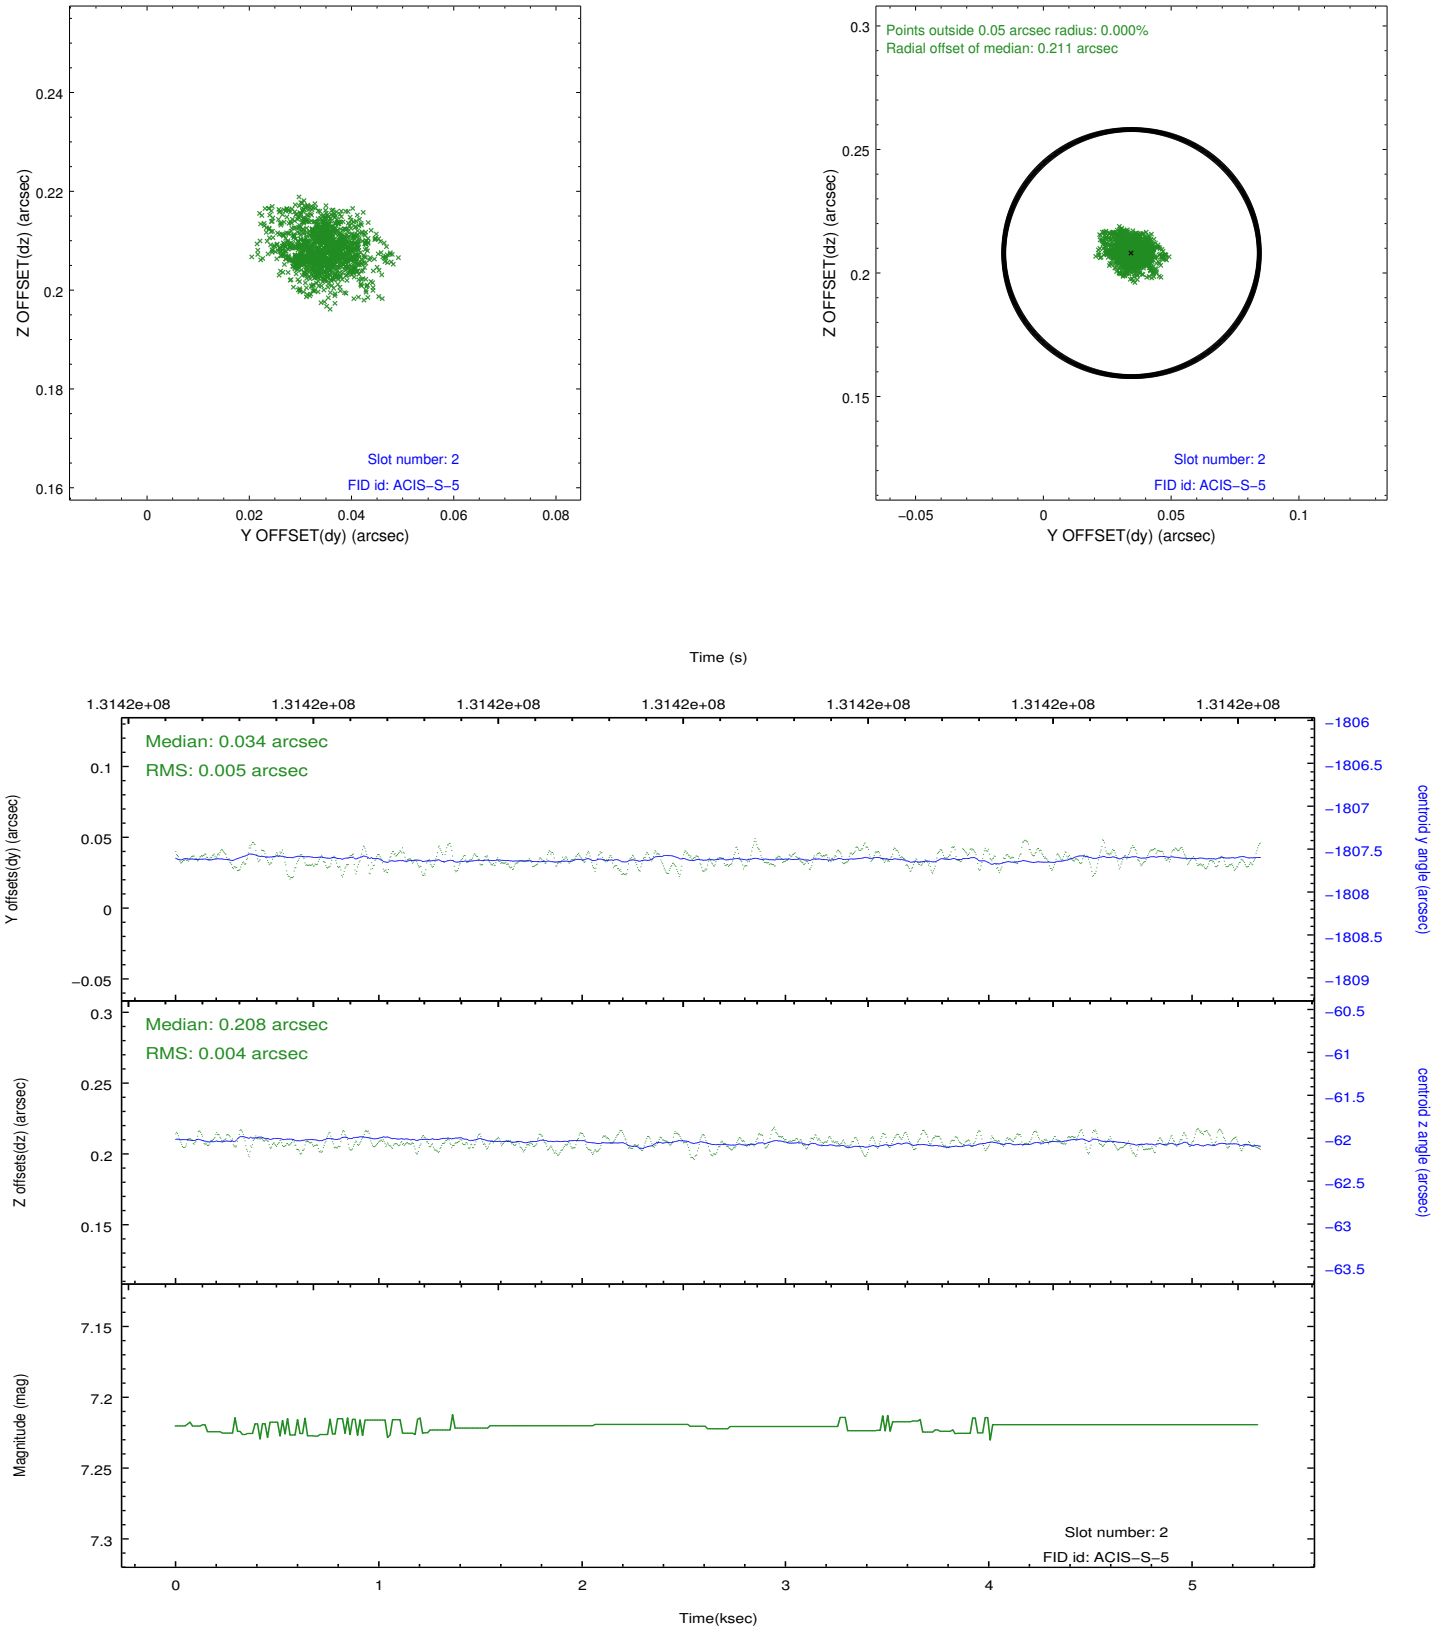 0.24
0.22
0.2
0.18
0.16
Z OFFSET(dz) (arcsec)
Slot number: 2
FID id: ACIS−S−5
0
0.02
0.04
0.06
0.08
Y OFFSET(dy) (arcsec)
Points outside 0.05 arcsec radius: 0.000%
Radial offset of median: 0.211 arcsec
0.3
0.25
0.2
0.15
Z OFFSET(dz) (arcsec)
Slot number: 2
FID id: ACIS−S−5
−0.05
0
0.05
0.1
Y OFFSET(dy) (arcsec)
Time (s)
1.3142e+08
1.3142e+08
1.3142e+08
1.3142e+08
1.3142e+08
1.3142e+08
1.3142e+08
Median: 0.034 arcsec
RMS: 0.005 arcsec
0.1
0.05
0
−0.05
Y offsets(dy) (arcsec)
−1806
−1806.5
−1807
−1807.5
−1808
−1808.5
−1809
centroid y angle (arcsec)
Median: 0.208 arcsec
RMS: 0.004 arcsec
0.3
0.25
0.2
0.15
Z offsets(dz) (arcsec)
−60.5
−61
−61.5
−62
−62.5
−63
−63.5
centroid z angle (arcsec)
7.15
7.2
7.25
7.3
Magnitude (mag)
Slot number: 2
FID id: ACIS−S−5
0
1
2
3
4
5
Time(ksec)